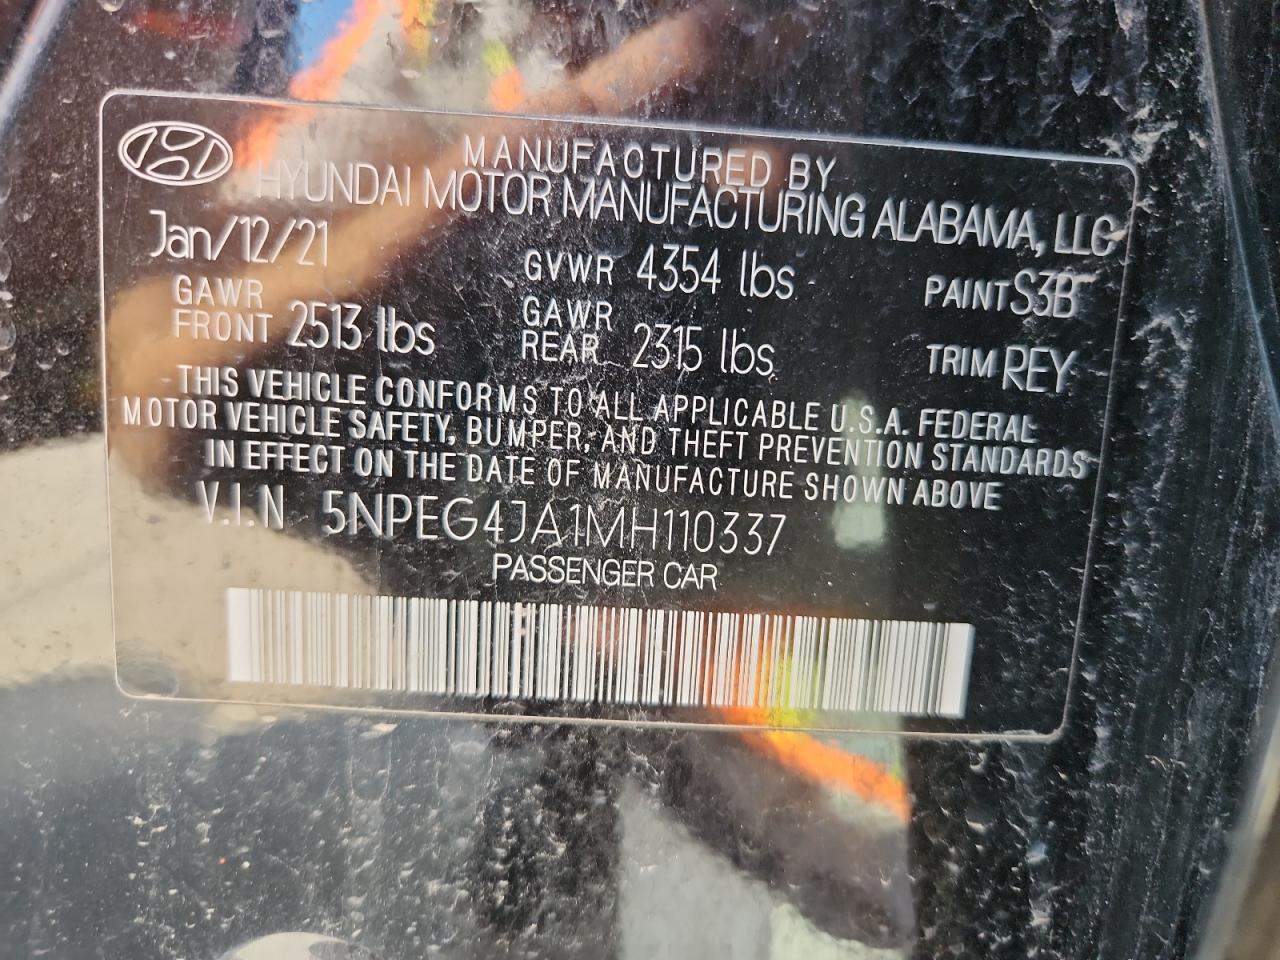 MANUFACTURED BY
HYUNDAI MOTOR MANUFACTURING ALABAMA, LLC
Jan/12/21 GVWR 4354 lbs PAINT S3B
GAWR FRONT 2513 lbs GAWR REAR 2315 lbs TRIM REY
THIS VEHICLE CONFORMS TO ALL APPLICABLE U.S.A. FEDERAL
MOTOR VEHICLE SAFETY, BUMPER, AND THEFT PREVENTION STANDARDS
IN EFFECT ON THE DATE OF MANUFACTURE SHOWN ABOVE
V.I.N 5NPEG4JA1MH110337
PASSENGER CAR